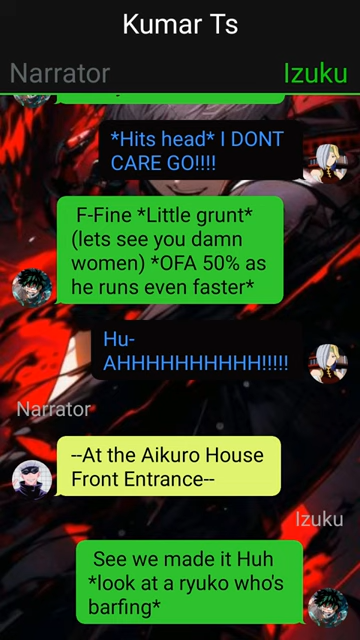 Kumar Ts
Narrator
Izuku
*Hits head* I DONT
CARE GO!!!!
F-Fine *Little grunt*
(lets see you damn
women) *OFA 50% as
he runs even faster*
Hu-
AHHHHHHHHHHH!!!!!
Narrator
--At the Aikuro House
Front Entrance--
Izuku
See we made it Huh
*look at a ryuko who's
barfing*